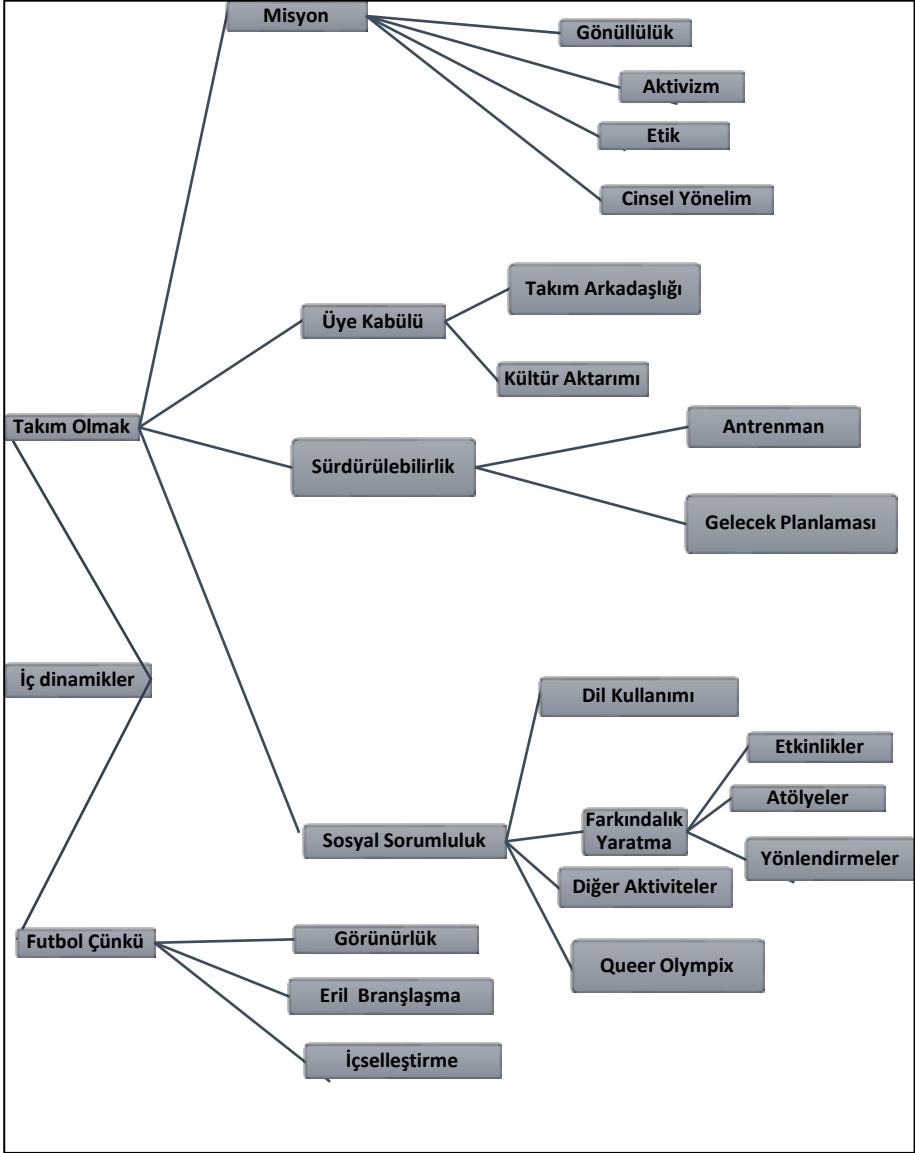 Misyon
Gönüllülük
Aktivizm
Etik
Cinsel Yönelim
Takım Arkadaşlığı
Üye Kabülü
Kültür Aktarımı
Takım Olmak
Antrenman
Sürdürülebilirlik
Gelecek Planlaması
İç dinamikler
Dil Kullanımı
Etkinlikler
Atölyeler
Farkındalık
Yaratma
Sosyal Sorumluluk
Yönlendirmeler
Diğer Aktiviteler
Futbol Çünkü
Görünürlük
Queer Olympix
Eril  Branşlaşma
İçselleştirme